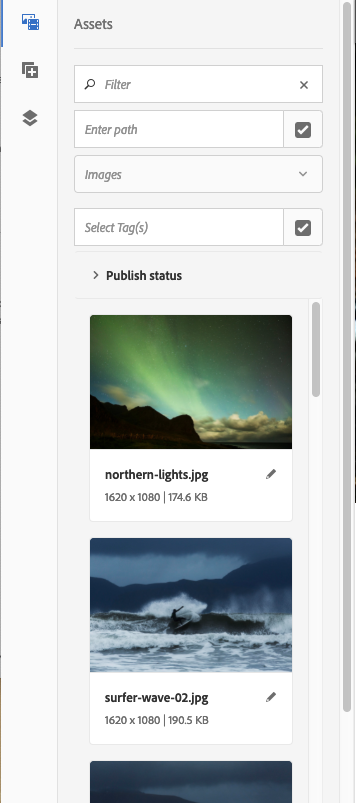 Assets
Filter
Enter path
Images
Select Tag(s)
Publish status
northern-lights.jpg
1620 x 1080 | 174.6 KB
surfer-wave-02.jpg
1620 x 1080 | 190.5 KB